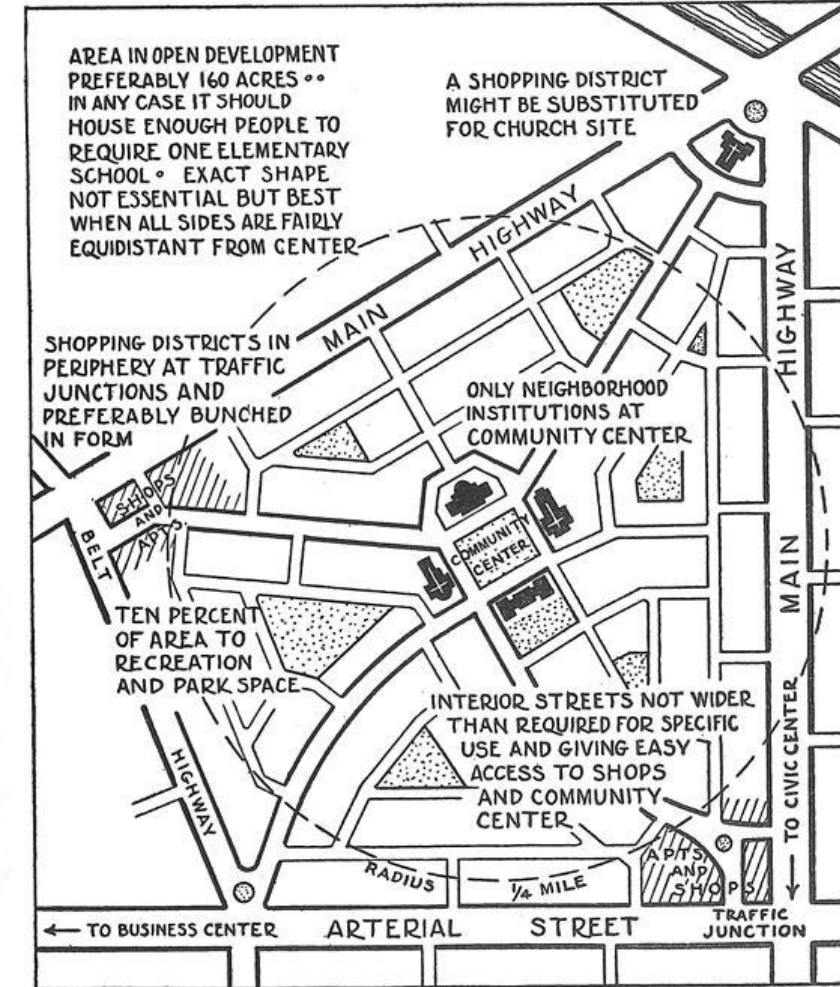 AREA IN OPEN DEVELOPMENT
PREFERABLY 160 ACRES ••
IN ANY CASE IT SHOULD
HOUSE ENOUGH PEOPLE TO
REQUIRE ONE ELEMENTARY
SCHOOL • EXACT SHAPE
NOT ESSENTIAL BUT BEST
WHEN ALL SIDES ARE FAIRLY
EQUIDISTANT FROM CENTER
A SHOPPING DISTRICT
MIGHT BE SUBSTITUTED
FOR CHURCH SITE
MAIN HIGHWAY
HIGHWAY
MAIN
SHOPPING DISTRICTS IN
PERIPHERY AT TRAFFIC
JUNCTIONS AND
PREFERABLY BUNCHED
IN FORM
ONLY NEIGHBORHOOD
INSTITUTIONS AT
COMMUNITY CENTER
SHOPS
AND
APTS
BELT
HIGHWAY
COMMUNITY
CENTER
TEN PERCENT
OF AREA TO
RECREATION
AND PARK SPACE
INTERIOR STREETS NOT WIDER
THAN REQUIRED FOR SPECIFIC
USE AND GIVING EASY
ACCESS TO SHOPS
AND COMMUNITY
CENTER
TO CIVIC CENTER
APTS
AND
SHOPS
RADIUS 1/4 MILE
TRAFFIC
JUNCTION
← TO BUSINESS CENTER
ARTERIAL STREET